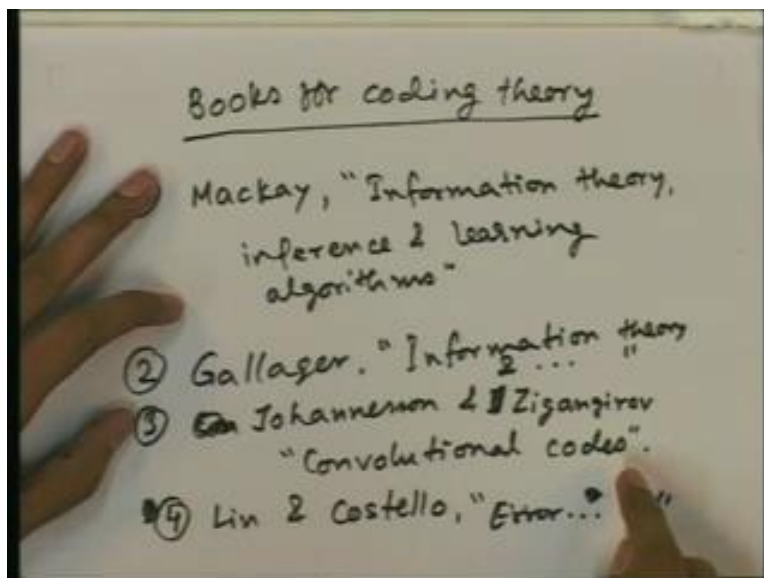 Books for coding theory
Mackay, "Information theory,
inference & learning
algorithms"
② Gallager. "Information theory
& ... "
③ Johannesson & Zigangirov
"Convolutional codes".
④ Lin & Costello, "Error... "